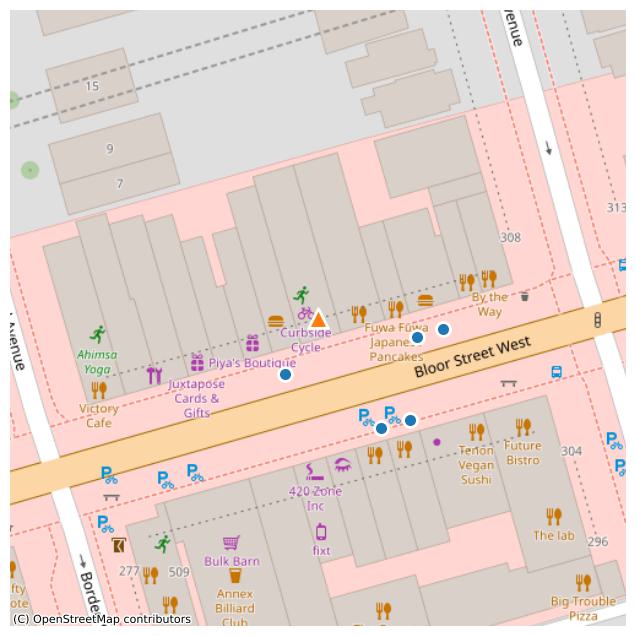 venue
15
9
7
313
308
By the
Way
Curbside
Cycle
Fuwa Fuwa
Japanese
Pancakes
Bloor Street West
Ahimsa
Yoga
Piya's Boutique
Juxtapose
Cards &
Gifts
Victory
Cafe
Avenue
Tenon
Vegan
Sushi
Future
Bistro
304
420 Zone
Inc
fixt
Bulk Barn
The lab
296
277
509
Annex
Billiard
Club
Big Trouble
Pizza
Borde
fty
ote
(C) OpenStreetMap contributors